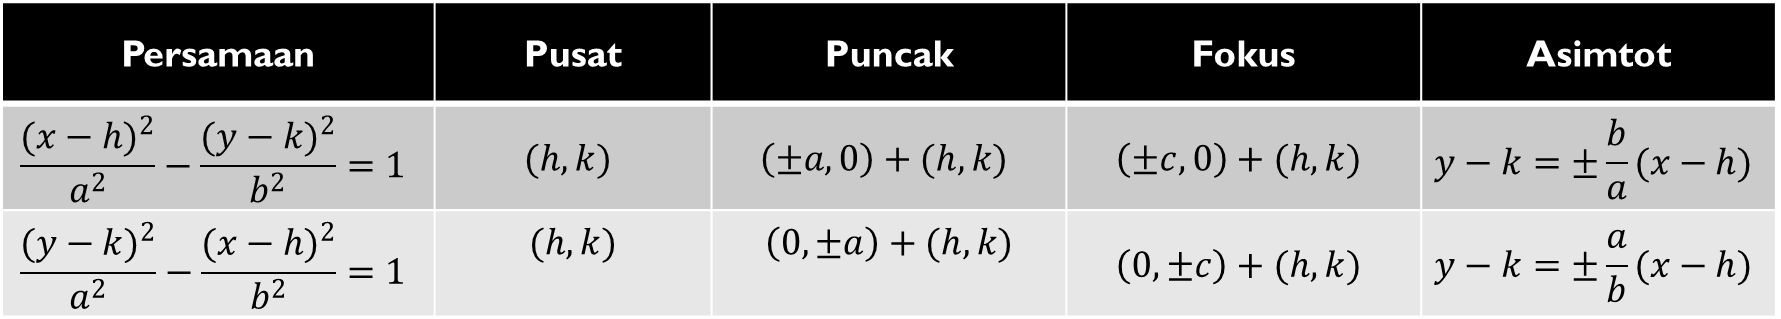 Persamaan Pusat Puncak Fokus Asimtot
(x − h)²/a² − (y − k)²/b² = 1 (h, k) (±a, 0) + (h, k) (±c, 0) + (h, k) y − k = ± b/a (x − h)
(y − k)²/a² − (x − h)²/b² = 1 (h, k) (0, ±a) + (h, k) (0, ±c) + (h, k) y − k = ± a/b (x − h)